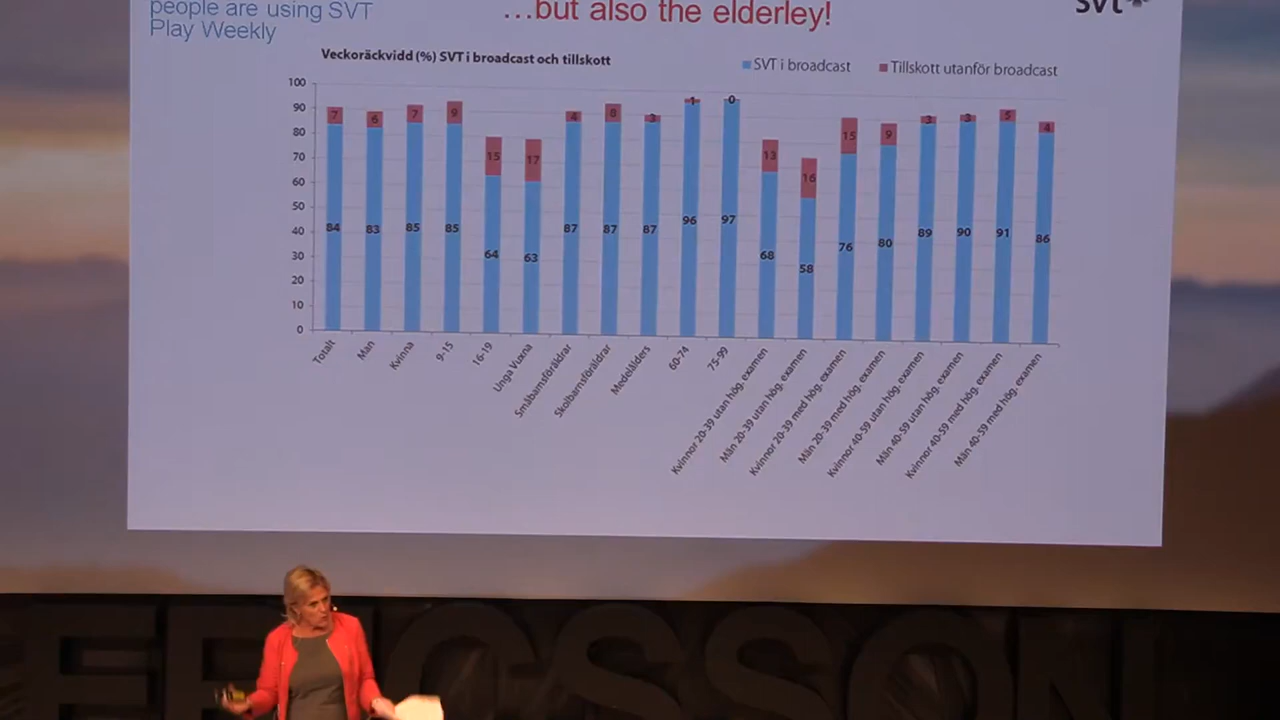 people are using SVT
Play Weekly
…but also the elderley!
svt
Veckoräckvidd (%) SVT i broadcast och tillskott
SVT i broadcast
Tillskott utanför broadcast
100
90
80
70
60
50
40
30
20
10
0
7 6 7 9 15 17 4 8 3 1 0 13 16 15 9 3 3 5 4
84 83 85 85 64 63 87 87 87 96 97 68 58 76 80 89 90 91 86
Totalt
Man
Kvinna
9-15
16-19
Unga Vuxna
Småbarnsföräldrar
Skolbarnsföräldrar
Medelålders
60-74
75-99
Kvinnor 20-39 utan hög. examen
Män 20-39 utan hög. examen
Kvinnor 20-39 med hög. examen
Män 20-39 med hög. examen
Kvinnor 40-59 utan hög. examen
Män 40-59 utan hög. examen
Kvinnor 40-59 med hög. examen
Män 40-59 med hög. examen
ERICSSON